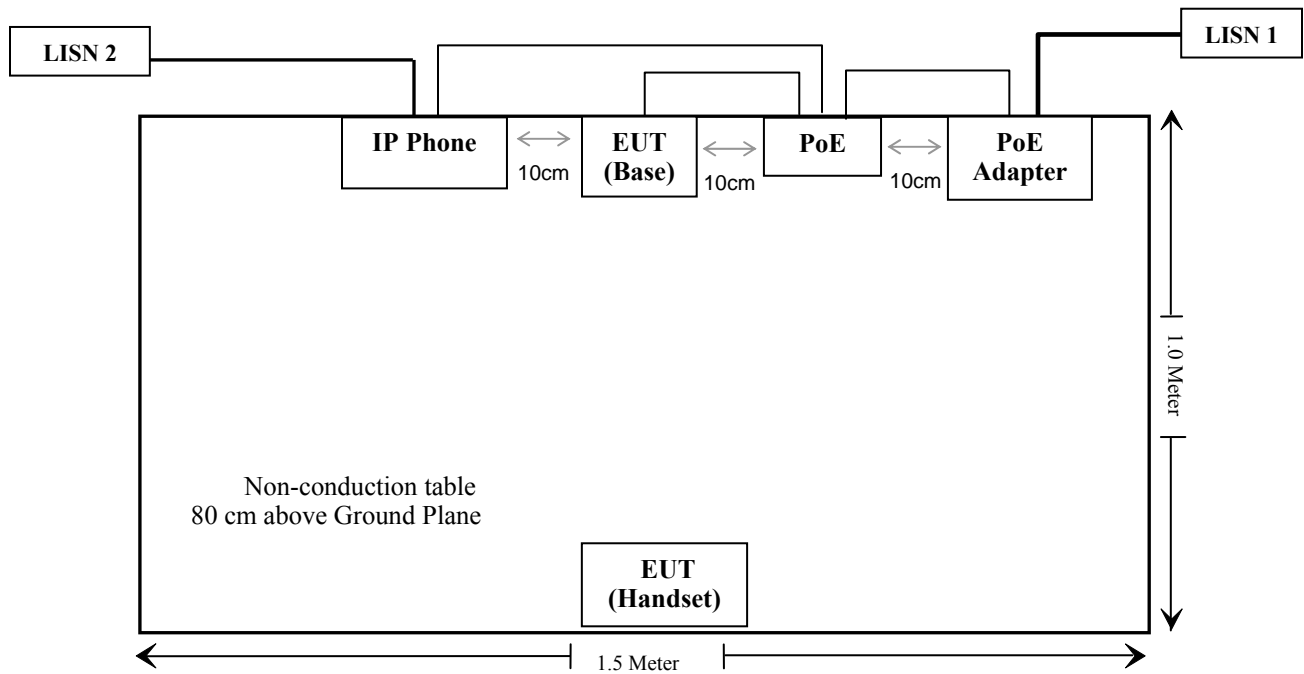 LISN 2
LISN 1
IP Phone
EUT
(Base)
PoE
PoE
Adapter
10cm
10cm
10cm
1.0 Meter
Non-conduction table
80 cm above Ground Plane
EUT
(Handset)
1.5 Meter